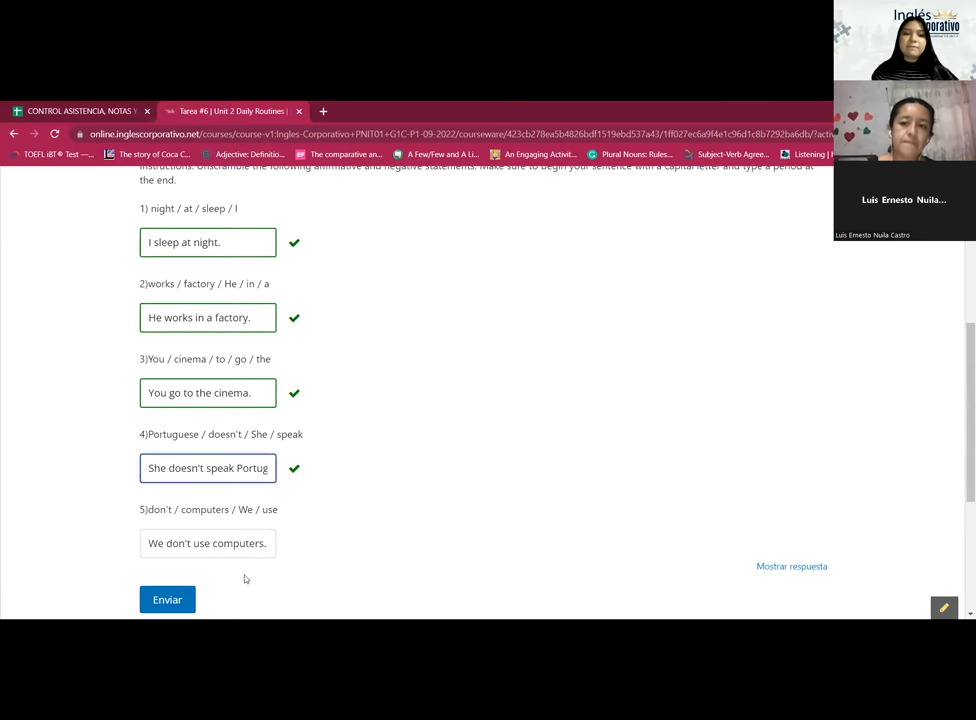 Inglés
orporativo
CONTROL ASISTENCIA, NOTAS Y
Tarea #6 | Unit 2 Daily Routines |
online.inglescorporativo.net/courses/course-v1:Ingles-Corporativo+PNIT01+G1C-P1-09-2022/courseware/423cb278ea5b4826bdf1519ebd537a43/1ff027ec6a9f4e1c96d1c8b7292ba6db/?acti
TOEFL iBT® Test —...
The story of Coca C...
Adjective: Definitio...
The comparative an...
A Few/Few and A Li...
An Engaging Activit...
Plural Nouns: Rules...
Subject-Verb Agree...
Listening |
Luis Ernesto Nuila...
Luis Ernesto Nuila Castro
Instructions: Unscramble the following affirmative and negative statements. Make sure to begin your sentence with a capital letter and type a period at
the end.
1) night / at / sleep / I
I sleep at night.
2)works / factory / He / in / a
He works in a factory.
3)You / cinema / to / go / the
You go to the cinema.
4)Portuguese / doesn't / She / speak
She doesn't speak Portug
5)don't / computers / We / use
We don't use computers.
Mostrar respuesta
Enviar